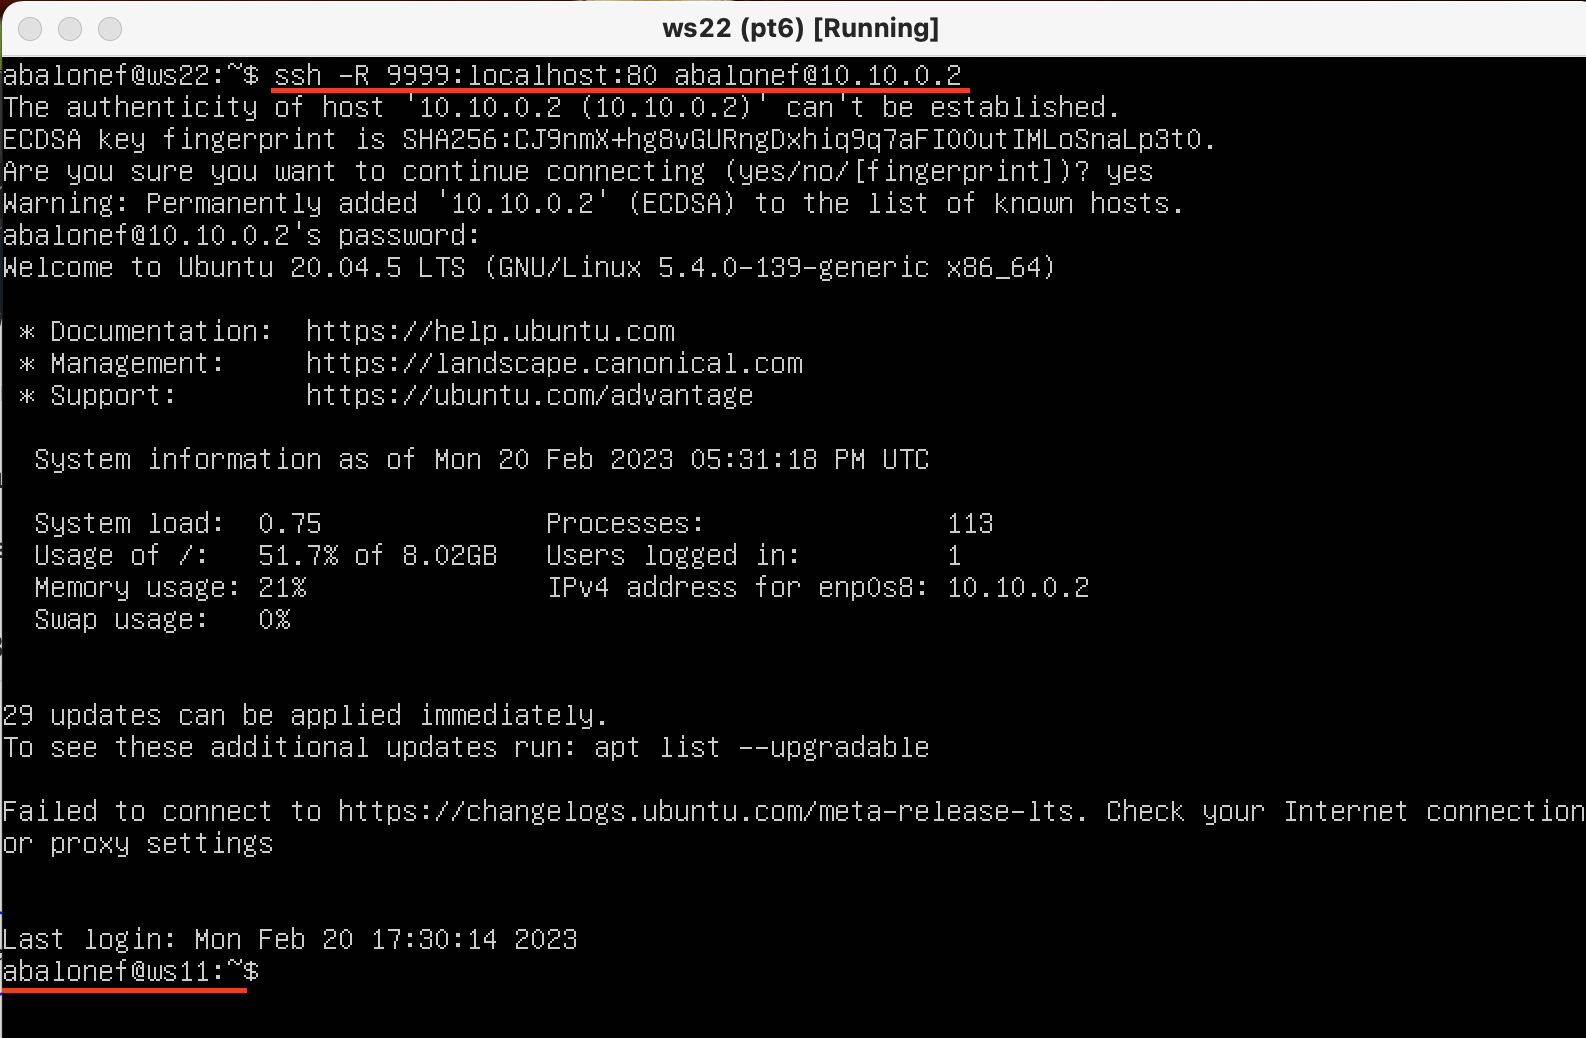 ws22 (pt6) [Running]
abalonef@ws22:~$ ssh -R 9999:localhost:80 abalonef@10.10.0.2
The authenticity of host '10.10.0.2 (10.10.0.2)' can't be established.
ECDSA key fingerprint is SHA256:CJ9nmX+hg8vGURngDxhiq9q7aFIOOutIMLoSnaLp3t0.
Are you sure you want to continue connecting (yes/no/[fingerprint])? yes
Warning: Permanently added '10.10.0.2' (ECDSA) to the list of known hosts.
abalonef@10.10.0.2's password:
Welcome to Ubuntu 20.04.5 LTS (GNU/Linux 5.4.0-139-generic x86_64)
* Documentation:  https://help.ubuntu.com
* Management:     https://landscape.canonical.com
* Support:        https://ubuntu.com/advantage
System information as of Mon 20 Feb 2023 05:31:18 PM UTC
System load:  0.75              Processes:               113
Usage of /:   51.7% of 8.02GB   Users logged in:         1
Memory usage: 21%               IPv4 address for enp0s8: 10.10.0.2
Swap usage:   0%
29 updates can be applied immediately.
To see these additional updates run: apt list --upgradable
Failed to connect to https://changelogs.ubuntu.com/meta-release-lts. Check your Internet connection
or proxy settings
Last login: Mon Feb 20 17:30:14 2023
abalonef@ws11:~$